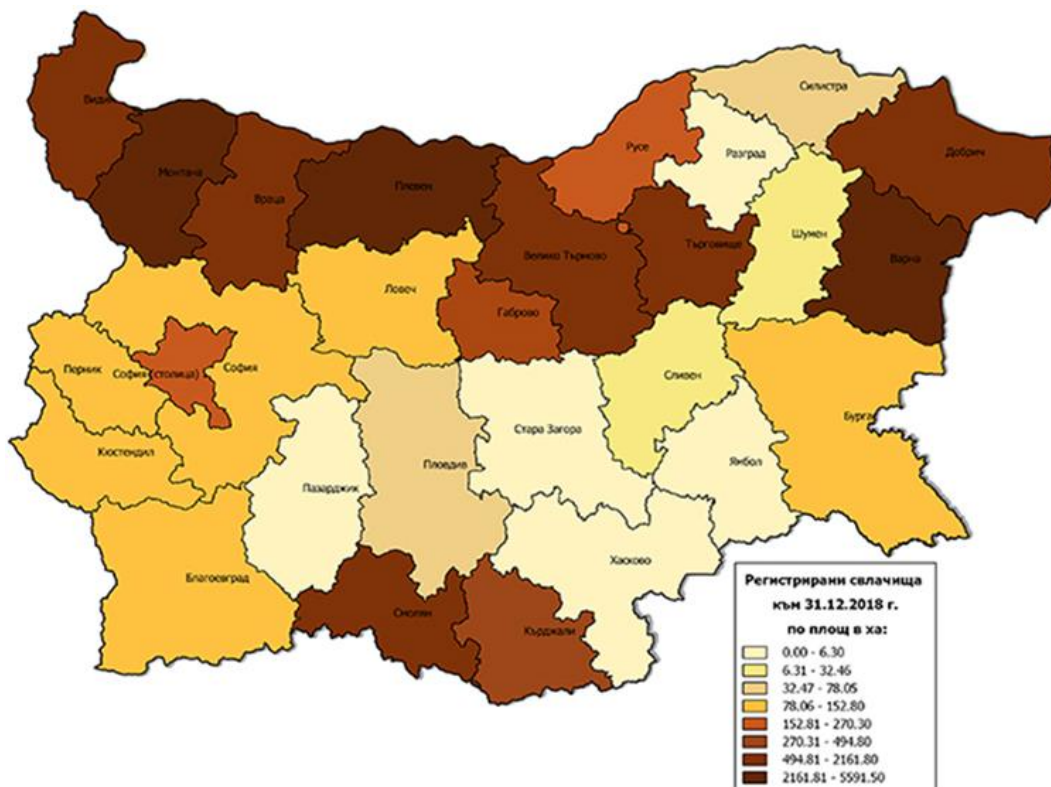 Силистра
Видин
Русе
Разград
Добрич
Монтана
Плевен
Враца
Шумен
Търговище
Велико Търново
Варна
Ловеч
Габрово
Перник
София (столица)
София
Сливен
Бургас
Стара Загора
Кюстендил
Янбол
Пловдив
Пазарджик
Хасково
Благоевград
Смолян
Кърджали
Регистрирани свлачища
към 31.12.2018 г.
по площ в ха:
0.00 - 6.30
6.31 - 32.46
32.47 - 78.05
78.06 - 152.80
152.81 - 270.30
270.31 - 494.80
494.81 - 2161.80
2161.81 - 5591.50